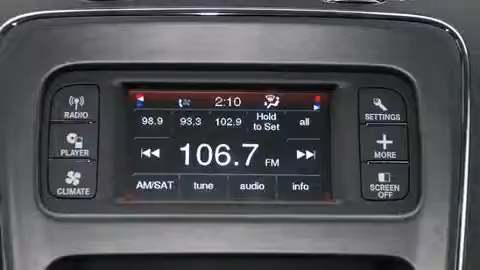 2:10
98.9 93.3 102.9 Hold to Set all
106.7 FM
AM/SAT tune audio info
RADIO
PLAYER
CLIMATE
SETTINGS
MORE
SCREEN OFF